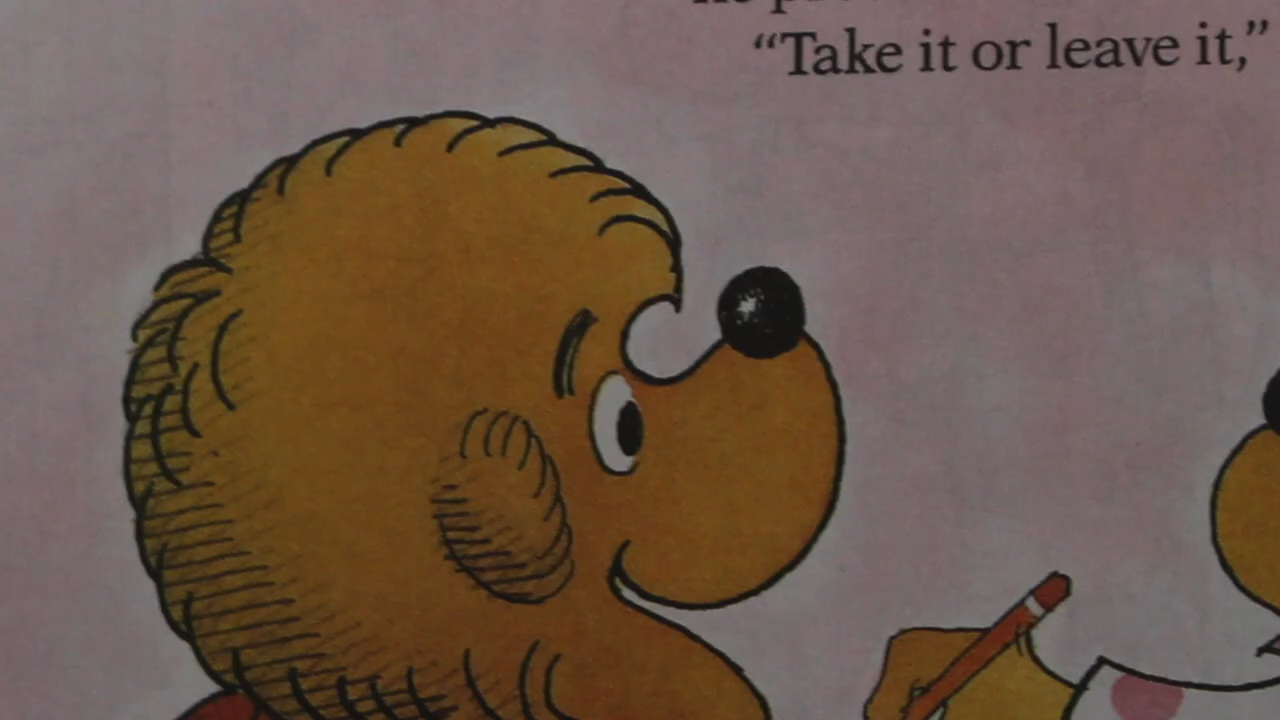 “Take it or leave it,”